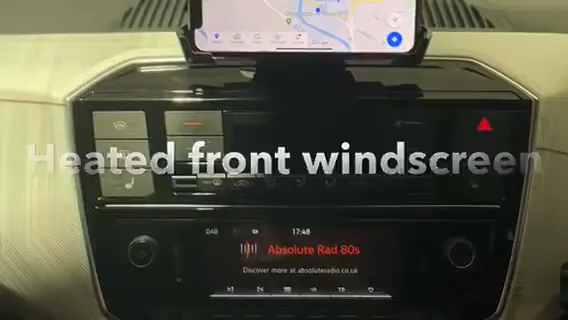 Heated front windscreen
DAB 17:48
Absolute Rad 80s
Discover more at absoluteradio.co.uk